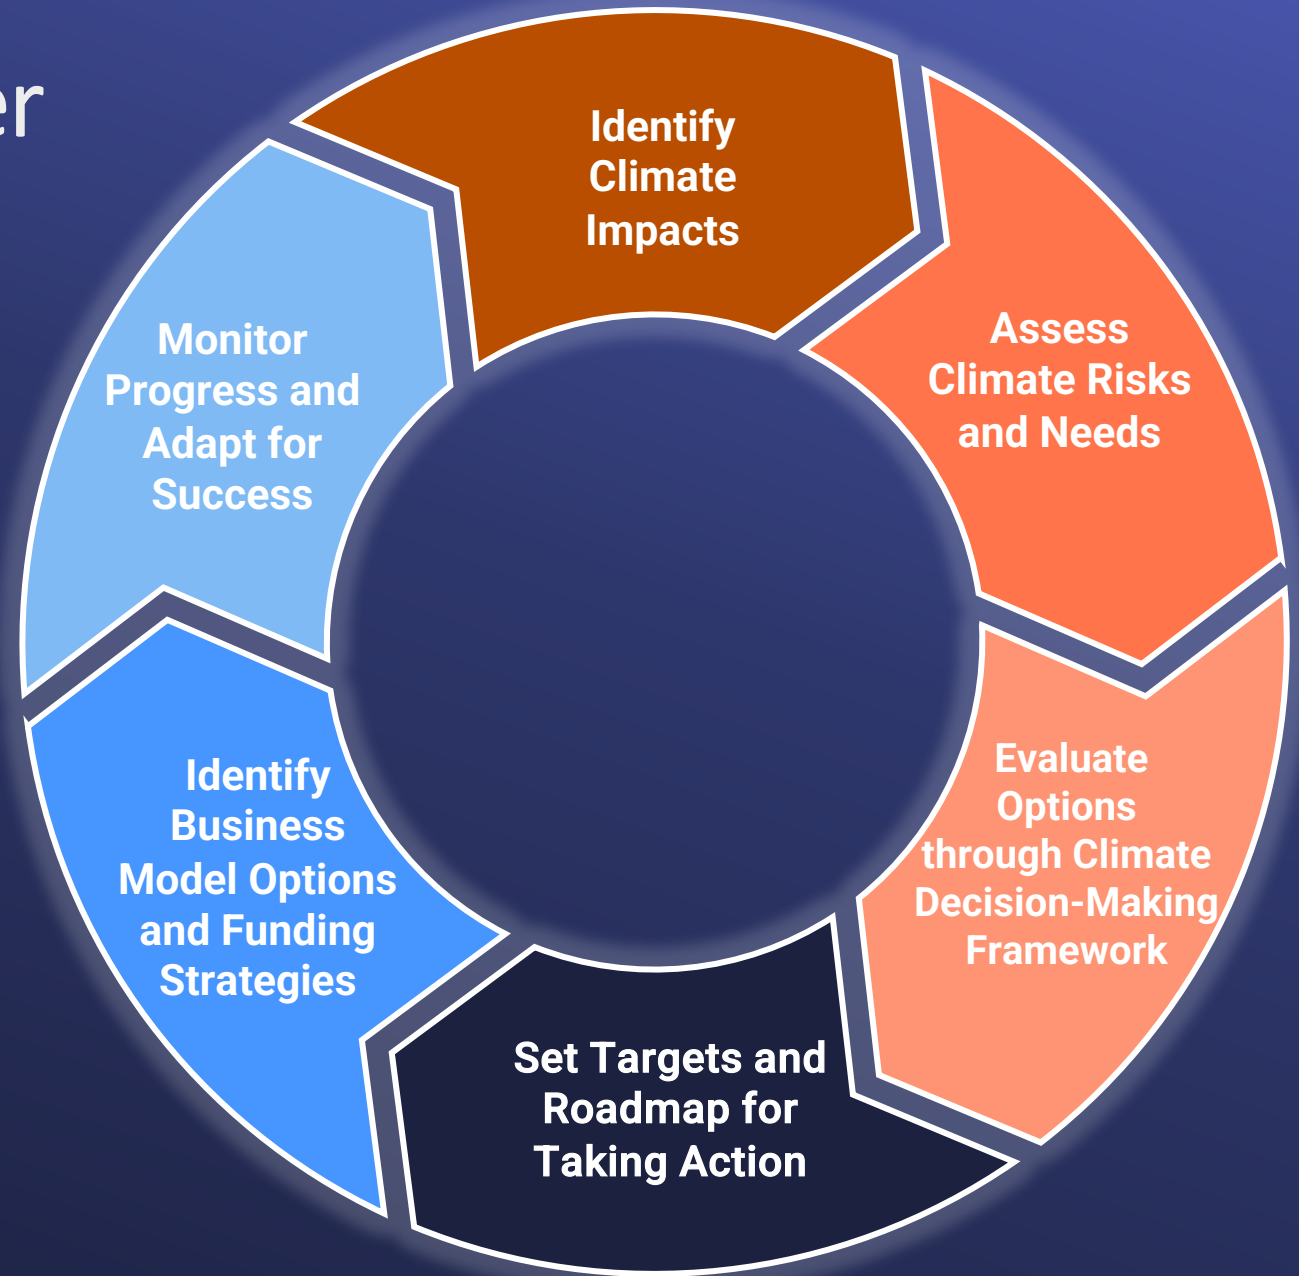 er
Identify
Climate
Impacts
Assess
Climate Risks
and Needs
Evaluate
Options
through Climate
Decision-Making
Framework
Set Targets and
Roadmap for
Taking Action
Identify
Business
Model Options
and Funding
Strategies
Monitor
Progress and
Adapt for
Success